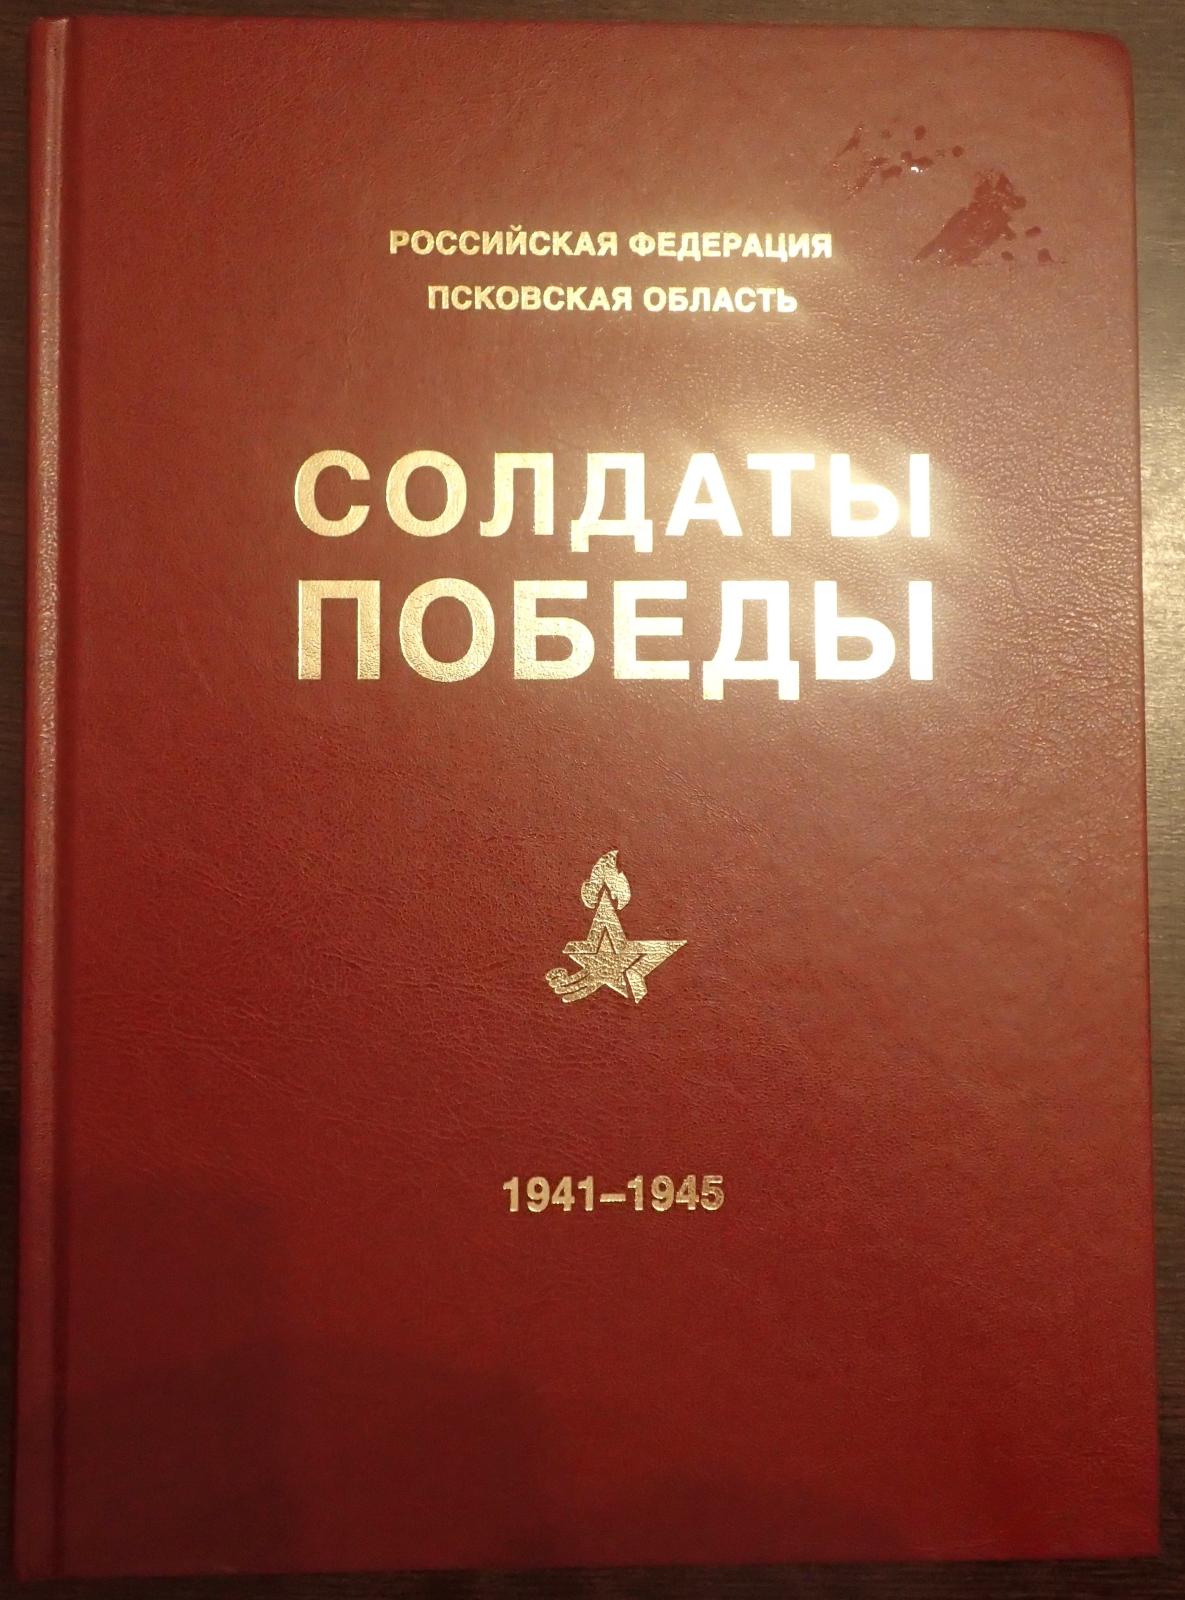 РОССИЙСКАЯ ФЕДЕРАЦИЯ
ПСКОВСКАЯ ОБЛАСТЬ
СОЛДАТЫ
ПОБЕДЫ
1941–1945